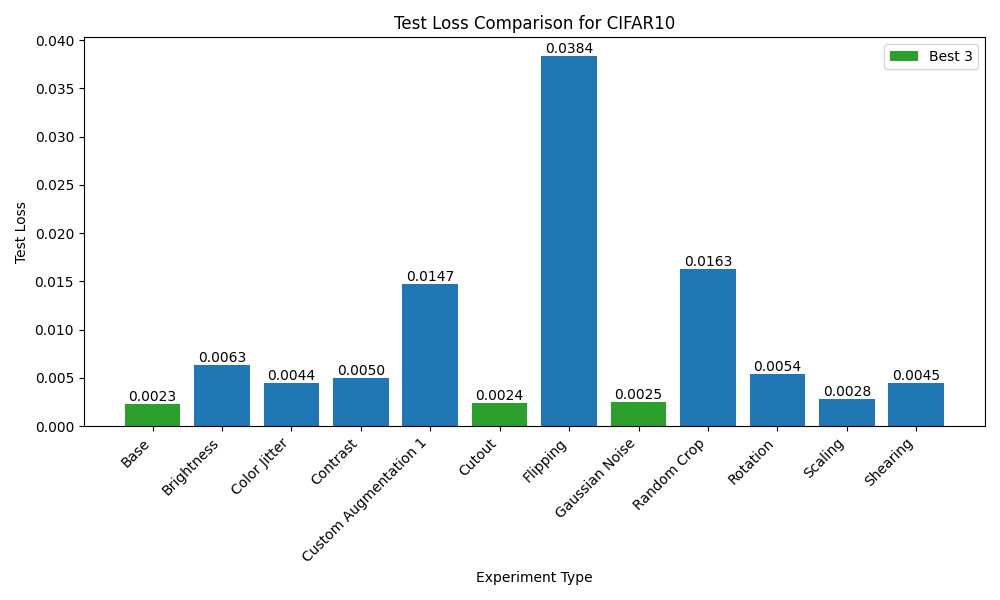 Test Loss Comparison for CIFAR10
Best 3
Test Loss
0.040
0.035
0.030
0.025
0.020
0.015
0.010
0.005
0.000
0.0023
0.0063
0.0044
0.0050
0.0147
0.0024
0.0384
0.0025
0.0163
0.0054
0.0028
0.0045
Base
Brightness
Color Jitter
Contrast
Custom Augmentation 1
Cutout
Flipping
Gaussian Noise
Random Crop
Rotation
Scaling
Shearing
Experiment Type